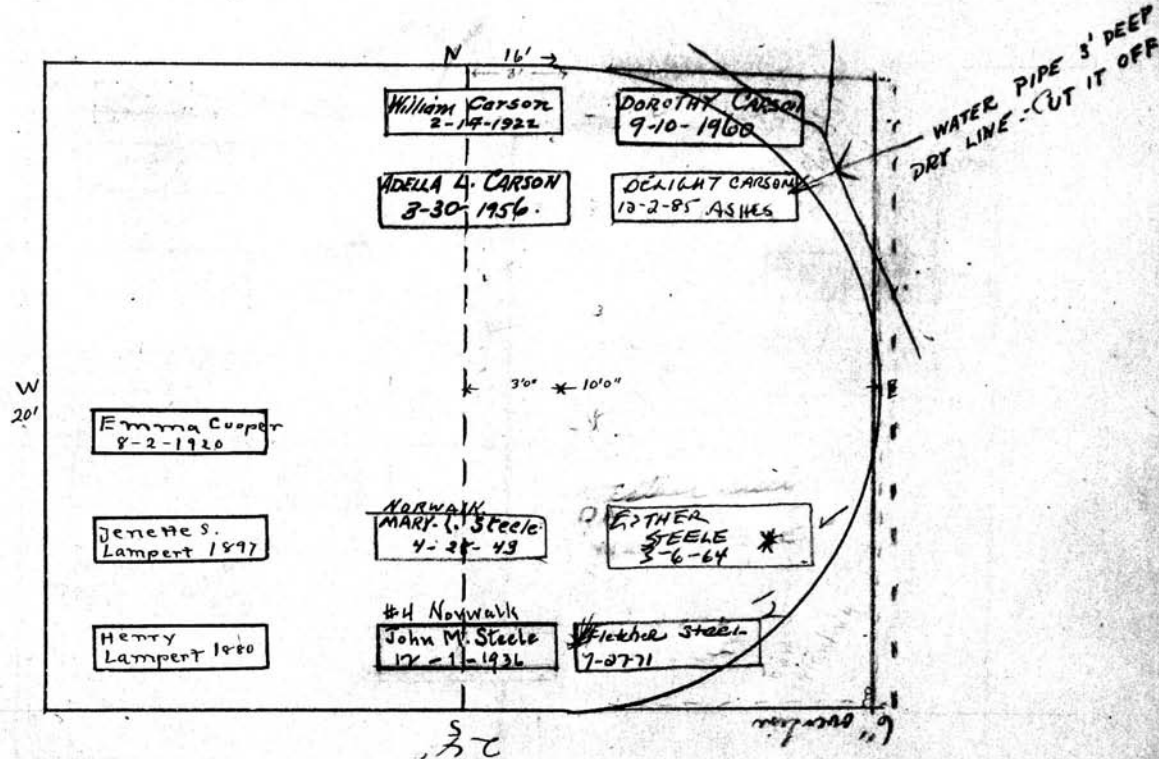 N 16' →
8'
William Carson
2-14-1922
DOROTHY CARSON
9-10-1960
WATER PIPE 3' DEEP
DRY LINE - CUT IT OFF
ADELLA L. CARSON
3-30-1956.
DELIGHT CARSON
12-2-85 ASHES
W
20'
3'0" 10'0"
E
Emma Cooper
8-2-1920
Jenette S.
Lampert 1897
NORWALK
MARY. L. Steele
4-28-43
ESTHER
STEELE
3-6-64
#4 Norwalk
Henry
Lampert 1880
John M. Steele
12-1-1936
Fletcher Steele
7-27-71
S
6"